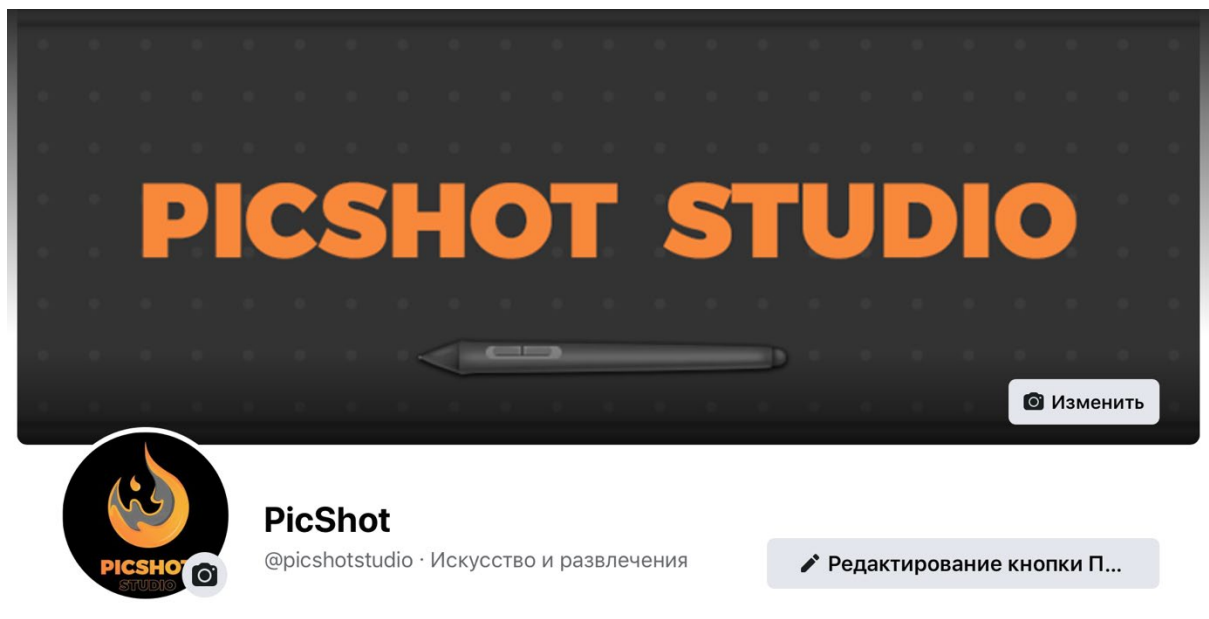 PICSHOT STUDIO
Изменить
PICSHOT
STUDIO
PicShot
@picshotstudio · Искусство и развлечения
Редактирование кнопки П...